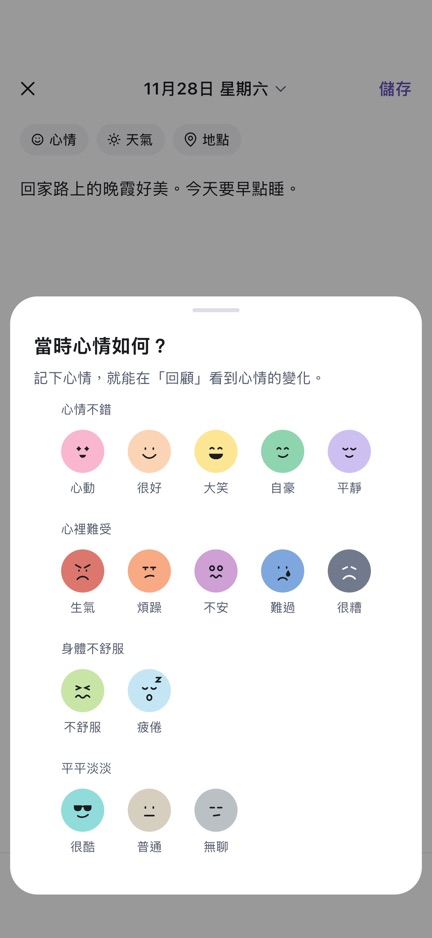 11月28日 星期六
儲存
心情
天氣
地點
回家路上的晚霞好美。今天要早點睡。
當時心情如何？
記下心情，就能在「回顧」看到心情的變化。
心情不錯
心動
很好
大笑
自豪
平靜
心裡難受
生氣
煩躁
不安
難過
很糟
身體不舒服
不舒服
疲倦
平平淡淡
很酷
普通
無聊